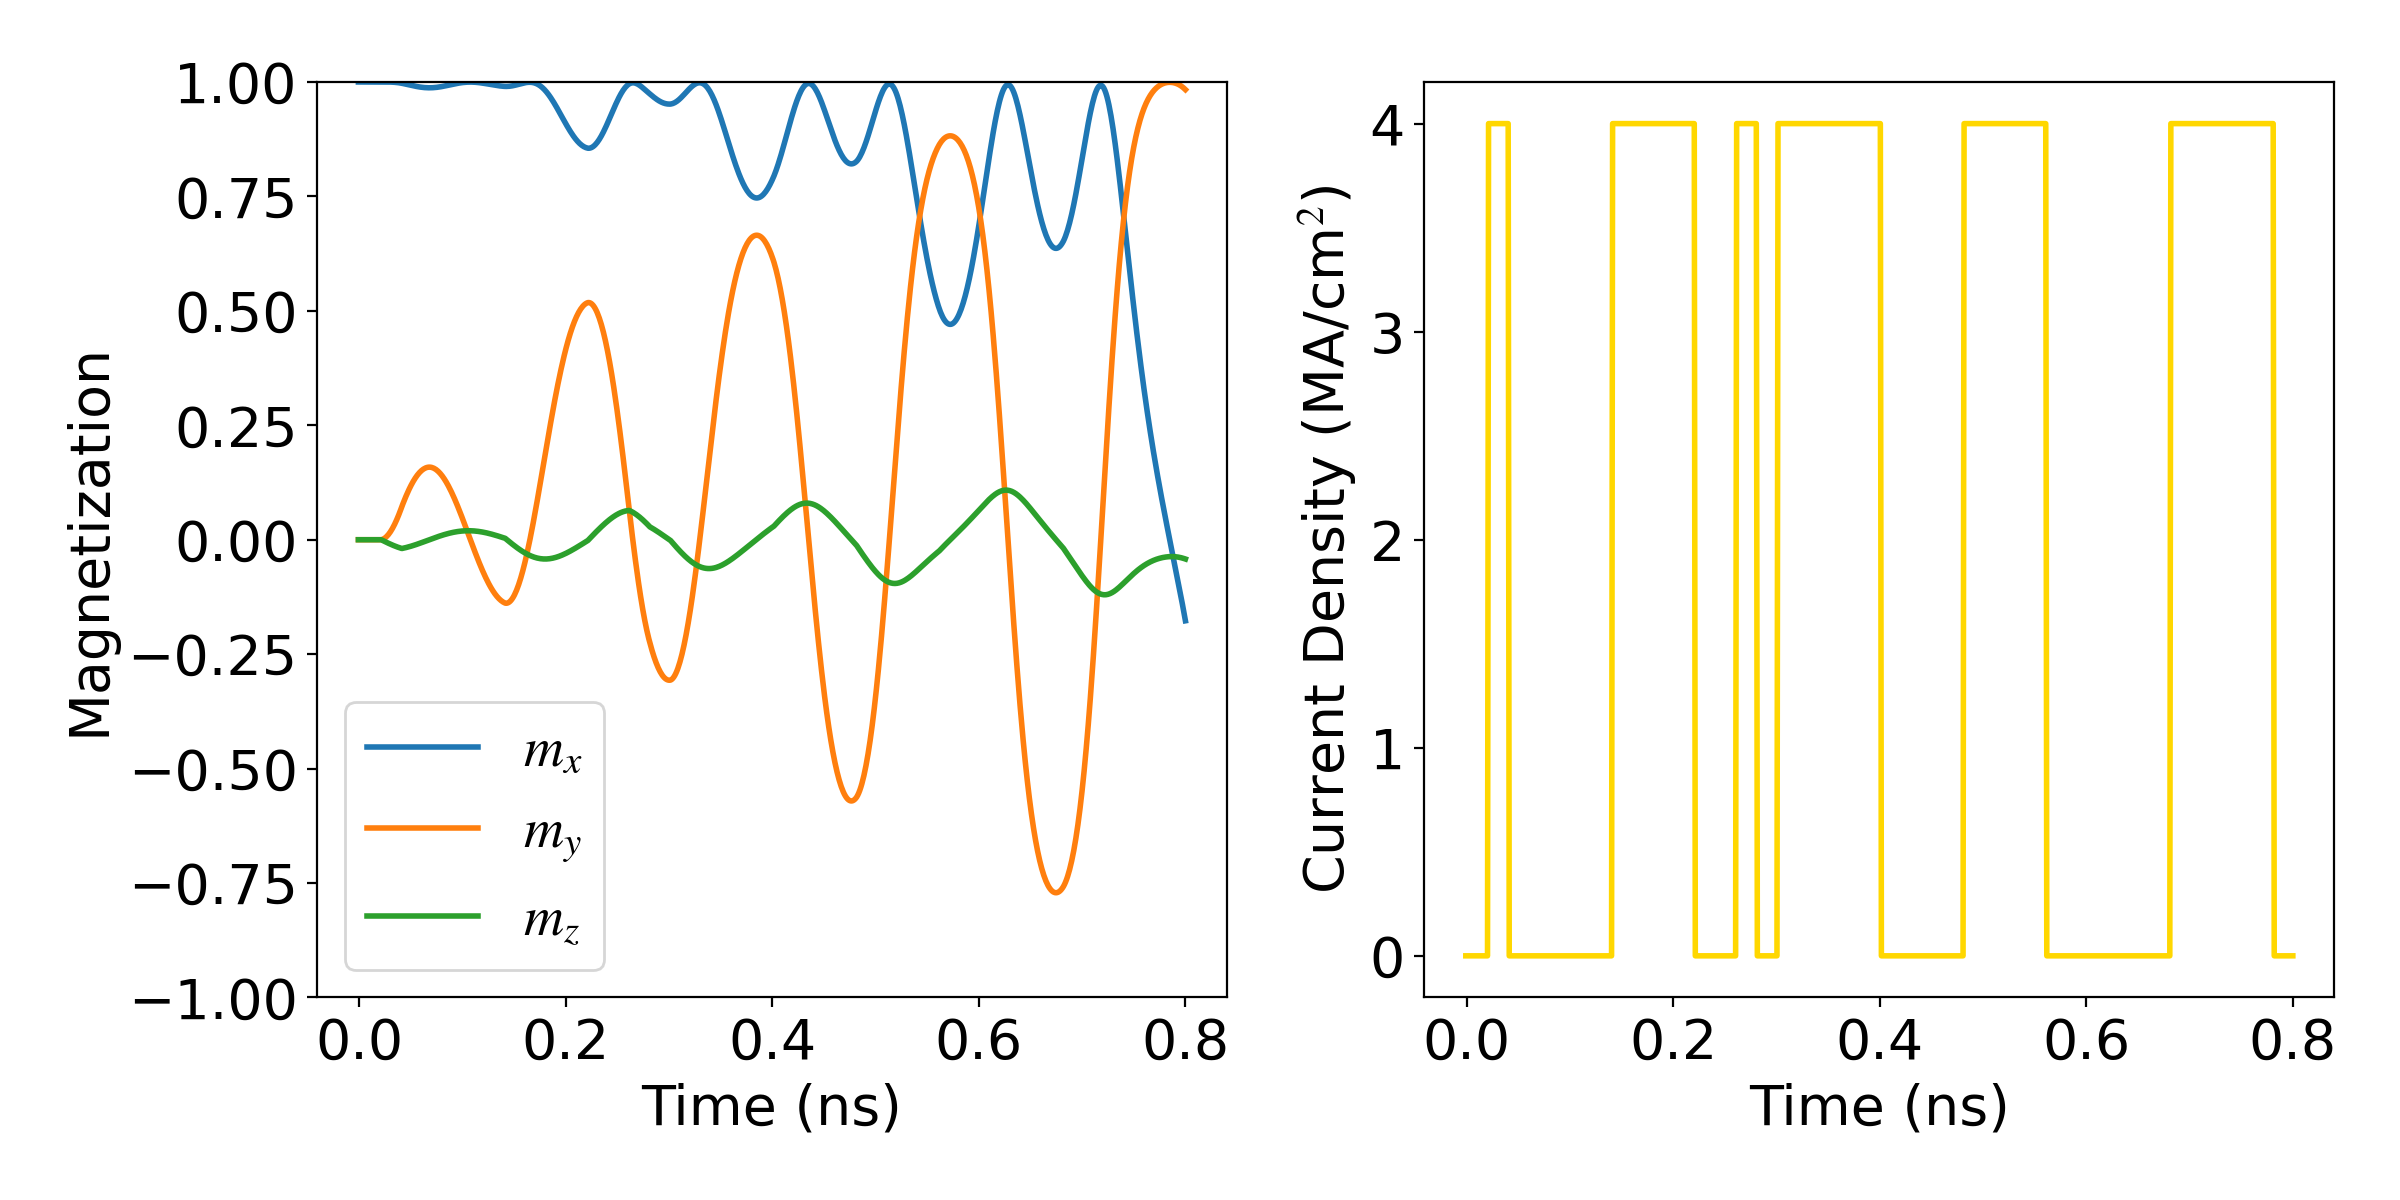 1.00
0.75
0.50
0.25
0.00
−0.25
−0.50
−0.75
−1.00
Magnetization
m_x
m_y
m_z
0.0 0.2 0.4 0.6 0.8
Time (ns)
4
3
2
1
0
Current Density (MA/cm²)
0.0 0.2 0.4 0.6 0.8
Time (ns)